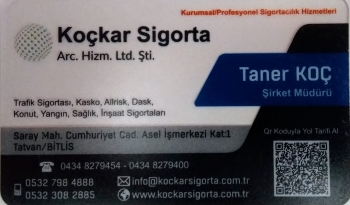 Kurumsal/Profesyonel Sigortacılık Hizmetleri
Koçkar Sigorta
Arc. Hizm. Ltd. Şti.
Taner KOÇ
Şirket Müdürü
Trafik Sigortası, Kasko, Allrisk, Dask,
Konut, Yangın, Sağlık, İnşaat Sigortaları
Saray Mah. Cumhuriyet Cad. Asel İşmerkezi Kat:1
Tatvan/BİTLİS
Qr Koduyla Yol Tarifi Al
0434 8279454 - 0434 8279400
0532 798 4888
info@kockarsigorta.com.tr
0532 308 2885
www.kockarsigorta.com.tr